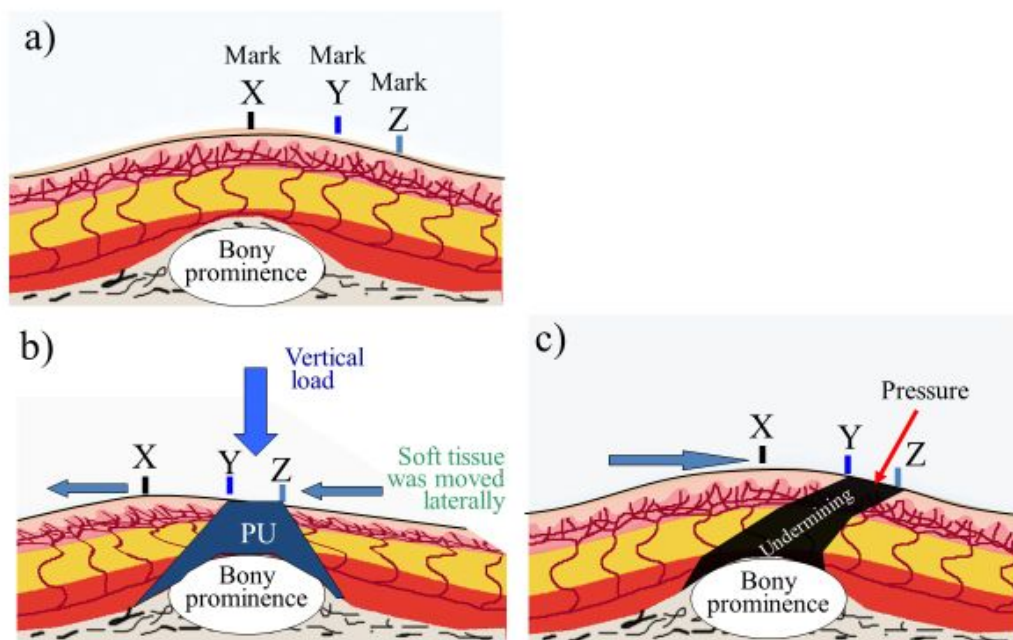 a)
Mark
X
Mark
Y
Mark
Z
Bony
prominence
b)
Vertical
load
X
Y
Z
Soft tissue
was moved
laterally
PU
Bony
prominence
c)
Pressure
X
Y
Z
Undermining
Bony
prominence